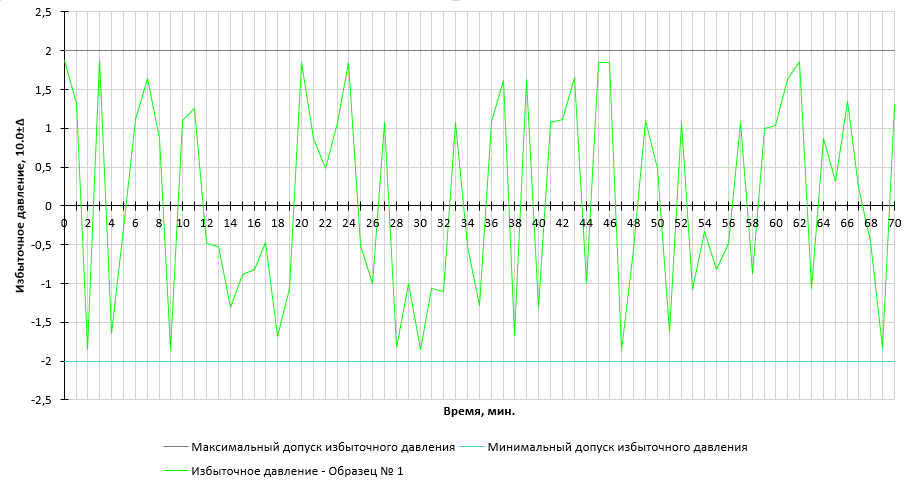 2,5
2
1,5
1
0,5
0
-0,5
-1
-1,5
-2
-2,5
Избыточное давление, 10.0±Δ
0 2 4 6 8 10 12 14 16 18 20 22 24 26 28 30 32 34 36 38 40 42 44 46 48 50 52 54 56 58 60 62 64 66 68 70
Время, мин.
Максимальный допуск избыточного давления Минимальный допуск избыточного давления
Избыточное давление - Образец № 1